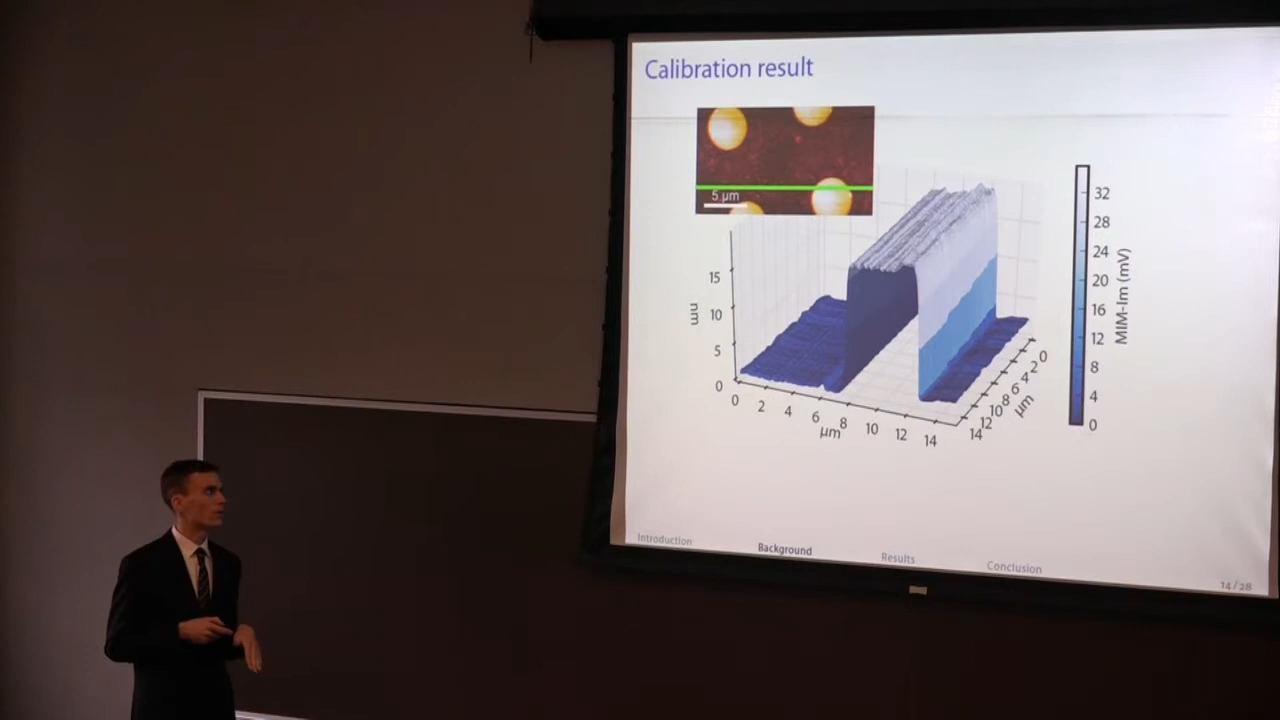 Calibration result
5 µm
15
10
5
0
nm
0 2 4 6 8 10 12 14
µm
0
2
4
6
8
10
12
14
µm
32
28
24
20
16
12
8
4
0
MIM-Im (mV)
Introduction Background Results Conclusion
14/28